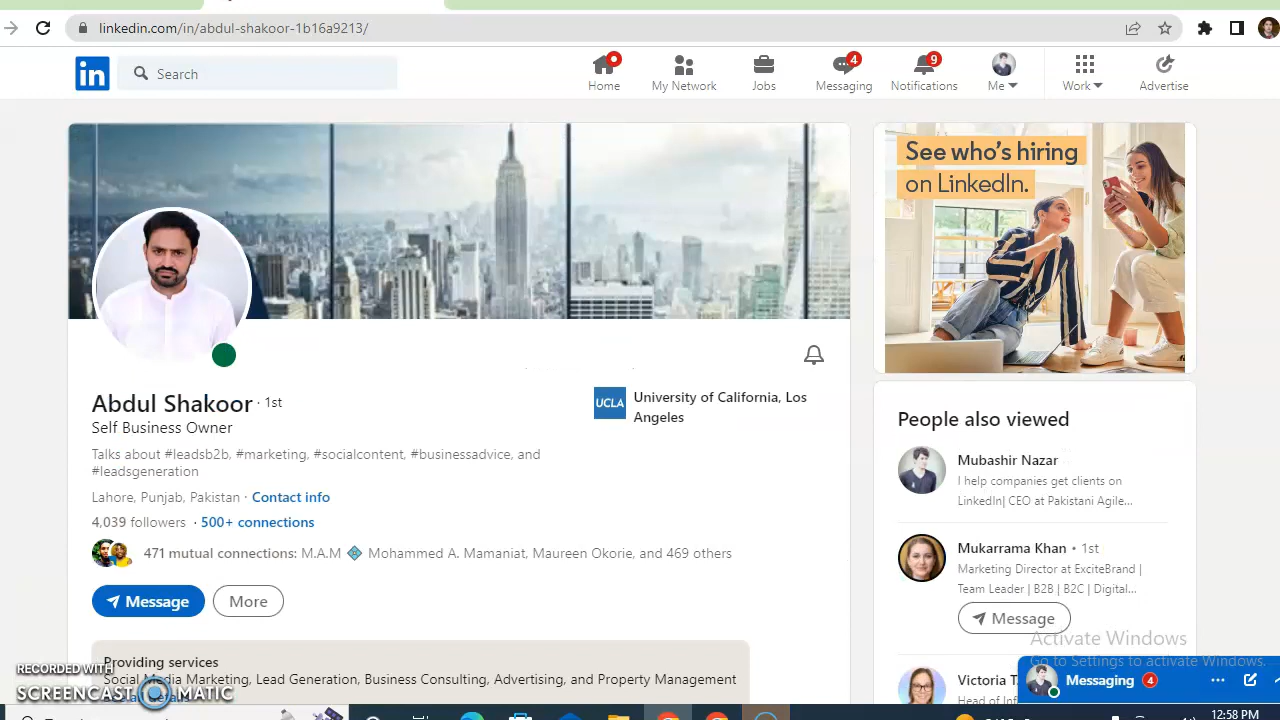 linkedin.com/in/abdul-shakoor-1b16a9213/
in
Search
Home
My Network
Jobs
4
Messaging
9
Notifications
Me
Work
Advertise
See who's hiring
on LinkedIn.
Abdul Shakoor · 1st
Self Business Owner
Talks about #leadsb2b, #marketing, #socialcontent, #businessadvice, and
#leadsgeneration
Lahore, Punjab, Pakistan · Contact info
4,039 followers · 500+ connections
471 mutual connections: M.A.M Mohammed A. Mamaniat, Maureen Okorie, and 469 others
Message
More
UCLA
University of California, Los
Angeles
Providing services
Social Media Marketing, Lead Generation, Business Consulting, Advertising, and Property Management
People also viewed
Mubashir Nazar
I help companies get clients on
LinkedIn| CEO at Pakistani Agile...
Mukarrama Khan • 1st
Marketing Director at ExciteBrand |
Team Leader | B2B | B2C | Digital...
Message
Activate Windows
Go to Settings to activate Windows.
Victoria
Head of
Messaging 4
RECORDED WITH
SCREENCAST MATIC
12:58 PM